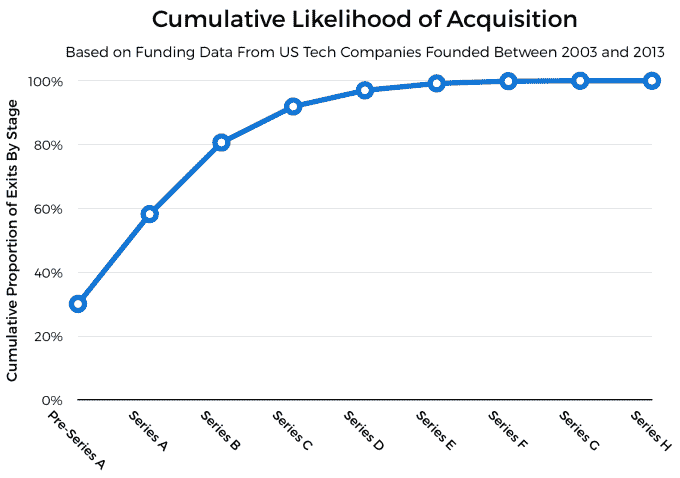 Cumulative Likelihood of Acquisition
Based on Funding Data From US Tech Companies Founded Between 2003 and 2013
Cumulative Proportion of Exits By Stage
100%
80%
60%
40%
20%
0%
Pre-Series A
Series A
Series B
Series C
Series D
Series E
Series F
Series G
Series H